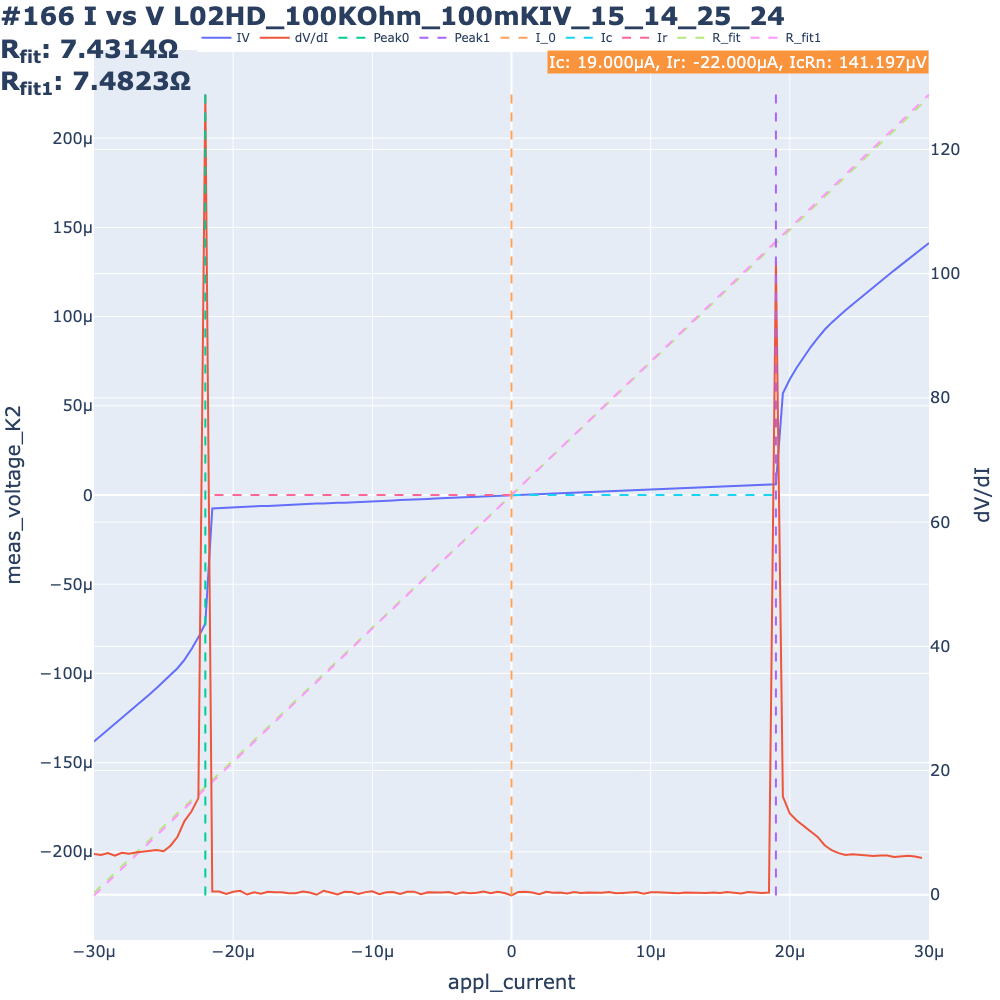 #166 I vs V L02HD_100KOhm_100mKIV_15_14_25_24
IV dV/dI Peak0 Peak1 I_0 Ic Ir R_fit R_fit1
Rfit: 7.4314Ω
Rfit1: 7.4823Ω
Ic: 19.000μA, Ir: -22.000μA, IcRn: 141.197μV
200μ
150μ
100μ
50μ
0
−50μ
−100μ
−150μ
−200μ
meas_voltage_K2
120
100
80
60
40
20
0
dV/dI
−30μ −20μ −10μ 0 10μ 20μ 30μ
appl_current